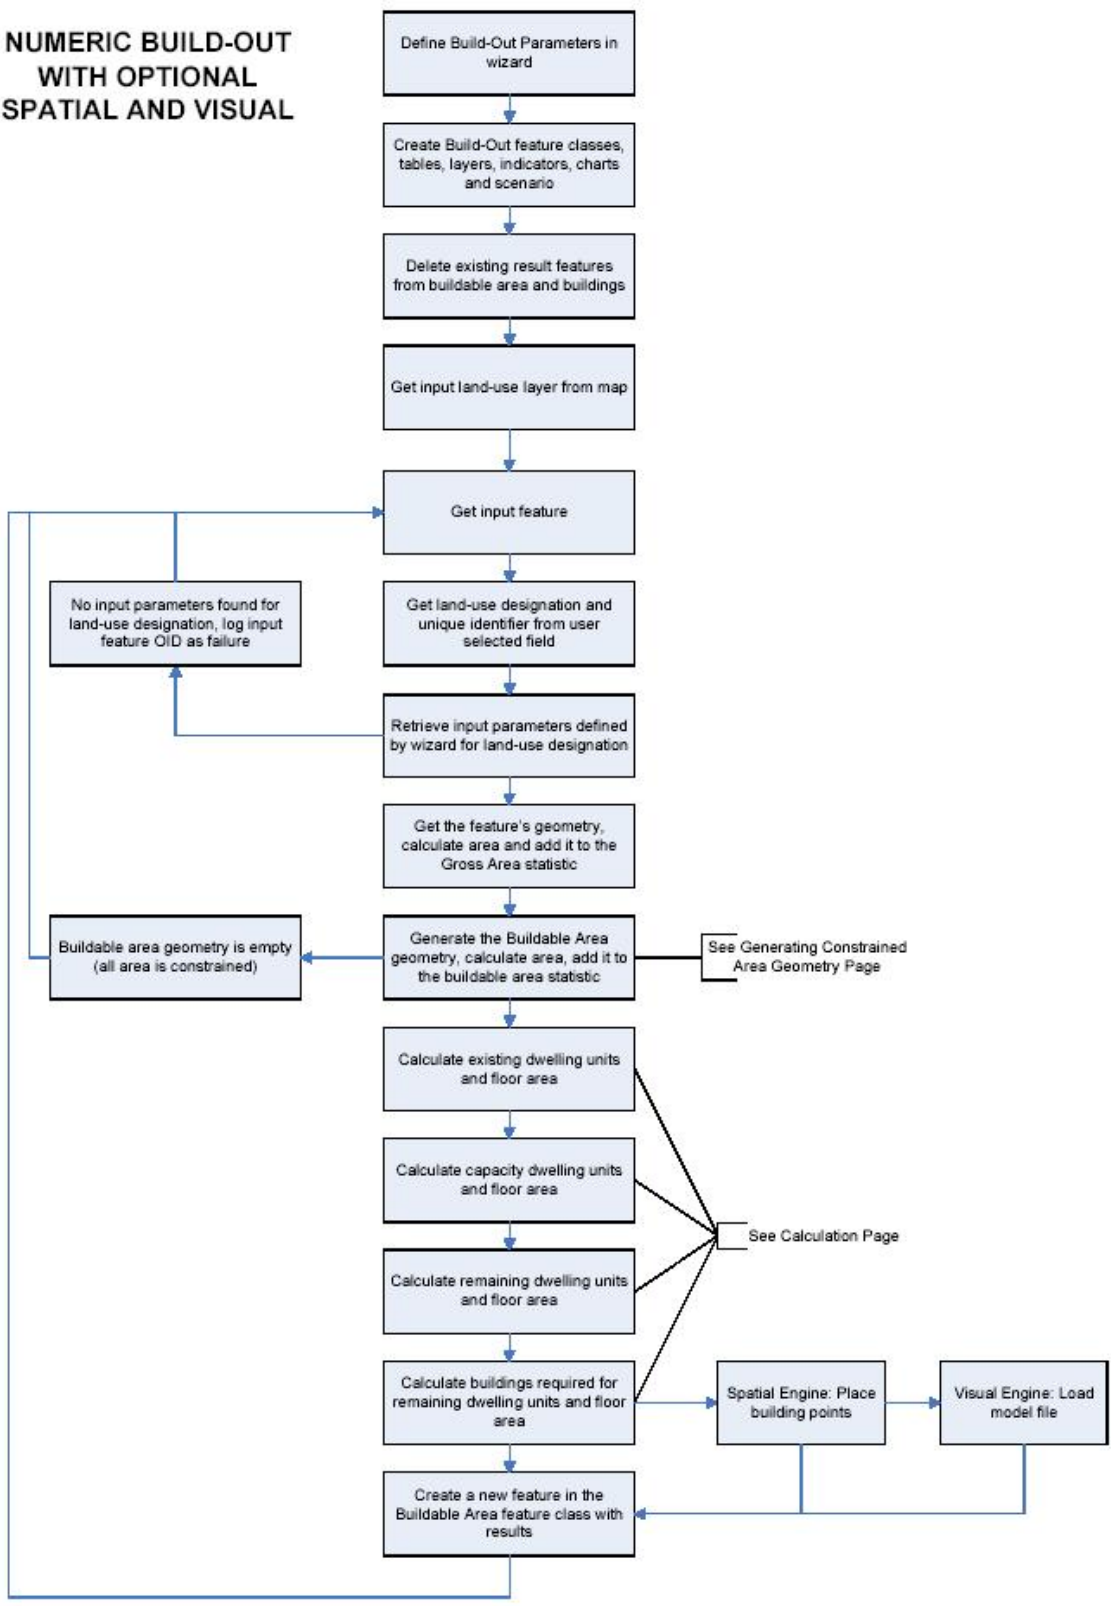 NUMERIC BUILD-OUT
WITH OPTIONAL
SPATIAL AND VISUAL
Define Build-Out Parameters in
wizard
Create Build-Out feature classes,
tables, layers, indicators, charts
and scenario
Delete existing result features
from buildable area and buildings
Get input land-use layer from map
Get input feature
No input parameters found for
land-use designation, log input
feature OID as failure
Get land-use designation and
unique identifier from user
selected field
Retrieve input parameters defined
by wizard for land-use designation
Get the feature's geometry,
calculate area and add it to the
Gross Area statistic
Buildable area geometry is empty
(all area is constrained)
Generate the Buildable Area
geometry, calculate area, add it to
the buildable area statistic
See Generating Constrained
Area Geometry Page
Calculate existing dwelling units
and floor area
Calculate capacity dwelling units
and floor area
See Calculation Page
Calculate remaining dwelling units
and floor area
Calculate buildings required for
remaining dwelling units and floor
area
Spatial Engine: Place
building points
Visual Engine: Load
model file
Create a new feature in the
Buildable Area feature class with
results